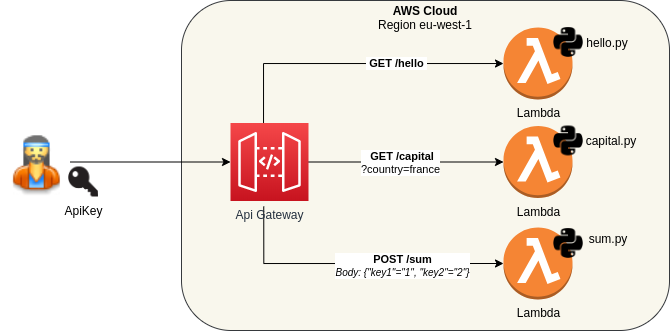 AWS Cloud
Region eu-west-1
GET /hello
hello.py
Lambda
GET /capital
?country=france
capital.py
Lambda
ApiKey
Api Gateway
POST /sum
Body: {"key1"="1", "key2"="2"}
sum.py
Lambda